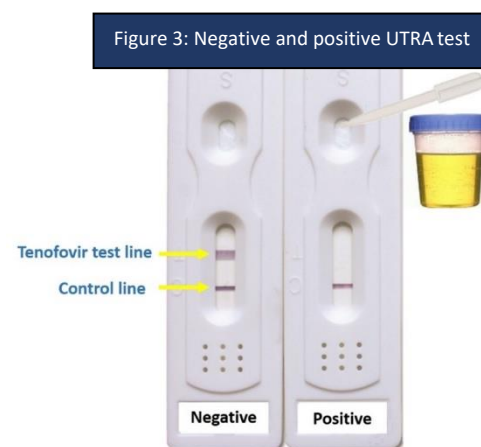 Figure 3: Negative and positive UTRA test
S
S
Tenofovir test line
T
T
Control line
C
C
Negative
Positive